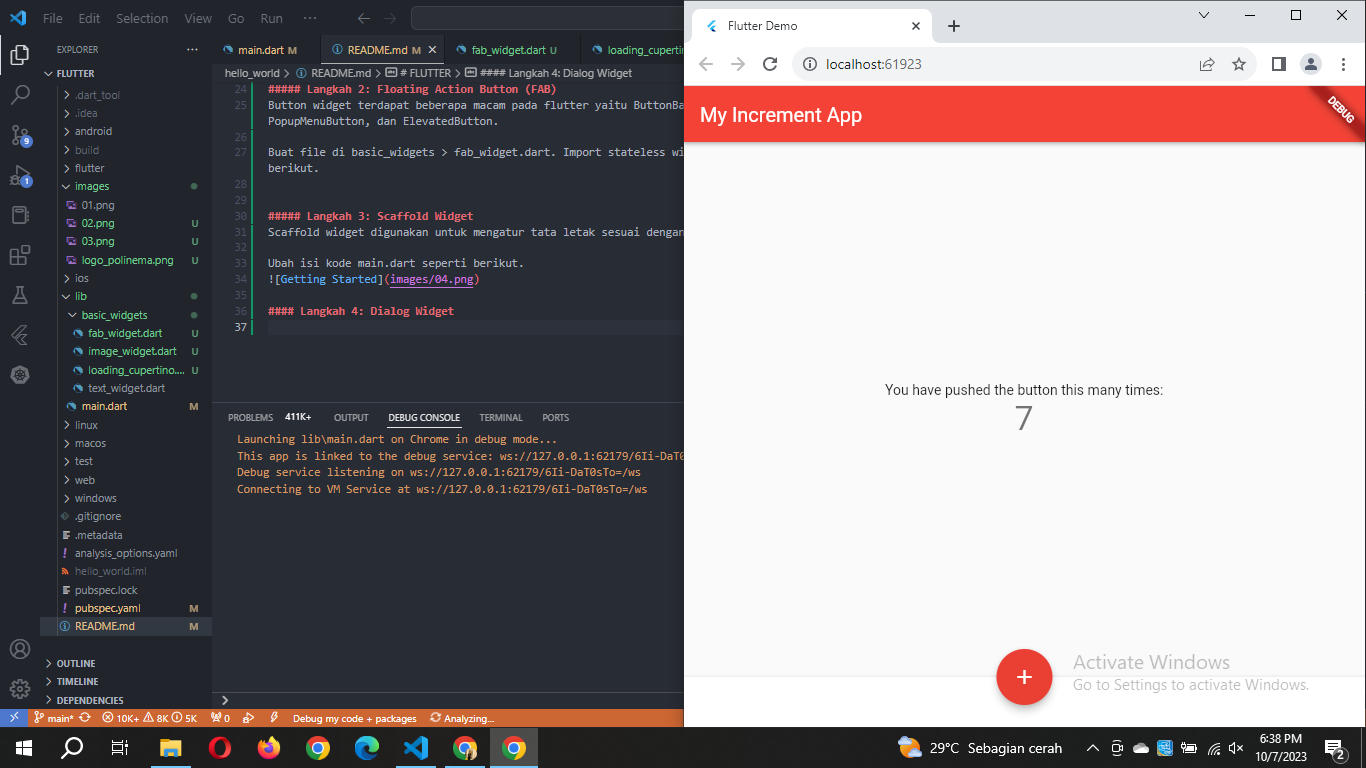 File Edit Selection View Go Run ···
EXPLORER ···
FLUTTER
.dart_tool
.idea
android
build
flutter
images
01.png
02.png U
03.png U
logo_polinema.png U
ios
lib
basic_widgets
fab_widget.dart U
image_widget.dart U
loading_cupertino.... U
text_widget.dart
main.dart M
linux
macos
test
web
windows
.gitignore
.metadata
analysis_options.yaml
hello_world.iml
pubspec.lock
pubspec.yaml M
README.md M
OUTLINE
TIMELINE
DEPENDENCIES
9
1
main.dart M README.md M fab_widget.dart U loading_cupertin
hello_world > README.md > # FLUTTER > #### Langkah 4: Dialog Widget
24 ##### Langkah 2: Floating Action Button (FAB)
25 Button widget terdapat beberapa macam pada flutter yaitu ButtonBa
PopupMenuButton, dan ElevatedButton.
26
27 Buat file di basic_widgets > fab_widget.dart. Import stateless wi
berikut.
28
29
30 ##### Langkah 3: Scaffold Widget
31 Scaffold widget digunakan untuk mengatur tata letak sesuai dengan
32
33 Ubah isi kode main.dart seperti berikut.
34 ![Getting Started](images/04.png)
35
36 #### Langkah 4: Dialog Widget
37
PROBLEMS 411K+ OUTPUT DEBUG CONSOLE TERMINAL PORTS
Launching lib\main.dart on Chrome in debug mode...
This app is linked to the debug service: ws://127.0.0.1:62179/6Ii-DaT0
Debug service listening on ws://127.0.0.1:62179/6Ii-DaT0sTo=/ws
Connecting to VM Service at ws://127.0.0.1:62179/6Ii-DaT0sTo=/ws
main* 10K+ 8K 5K 0 Debug my code + packages Analyzing...
Flutter Demo
localhost:61923
My Increment App
DEBUG
You have pushed the button this many times:
7
+
Activate Windows
Go to Settings to activate Windows.
29°C Sebagian cerah
6:38 PM
10/7/2023
2